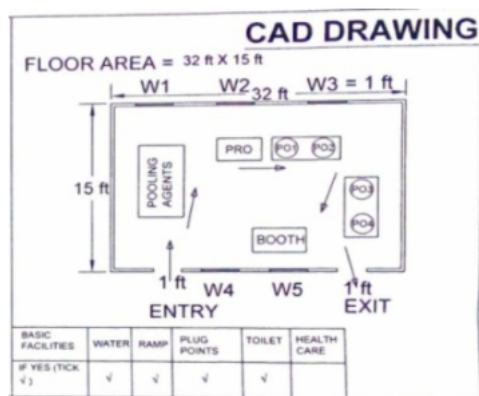 CAD DRAWING
FLOOR AREA = 32 ft X 15 ft
W1 W2 W3 = 1 ft
32 ft
PRO PO1 PO2
15 ft
POOLING
AGENTS
PO3
PO4
BOOTH
1 ft W4 W5 1 ft
ENTRY EXIT
BASIC
FACILITIES WATER RAMP PLUG
POINTS TOILET HEALTH
CARE
IF YES (TICK
√ ) √ √ √ √